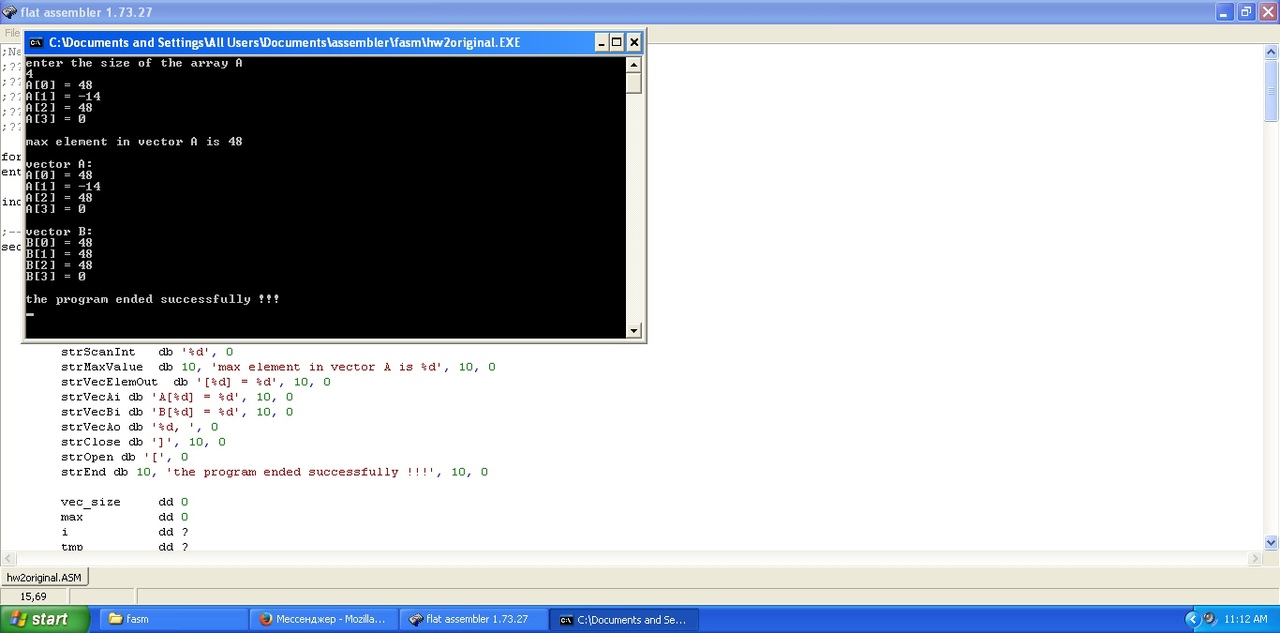 flat assembler 1.73.27
File
C:\Documents and Settings\All Users\Documents\assembler\fasm\hw2original.EXE
enter the size of the array A
4
A[0] = 48
A[1] = -14
A[2] = 48
A[3] = 0
max element in vector A is 48
vector A:
A[0] = 48
A[1] = -14
A[2] = 48
A[3] = 0
vector B:
B[0] = 48
B[1] = 48
B[2] = 48
B[3] = 0
the program ended successfully !!!
;Na
;??
;??
;??
;??
;??
for
ent
inc
;--
sec
strScanInt db '%d', 0
strMaxValue db 10, 'max element in vector A is %d', 10, 0
strVecElemOut db '[%d] = %d', 10, 0
strVecAi db 'A[%d] = %d', 10, 0
strVecBi db 'B[%d] = %d', 10, 0
strVecAo db '%d, ', 0
strClose db ']', 10, 0
strOpen db '[', 0
strEnd db 10, 'the program ended successfully !!!', 10, 0
vec_size dd 0
max dd 0
i dd ?
tmp dd ?
hw2original.ASM
15,69
start
fasm
Мессенджер - Mozilla...
flat assembler 1.73.27
C:\Documents and Se...
11:12 AM